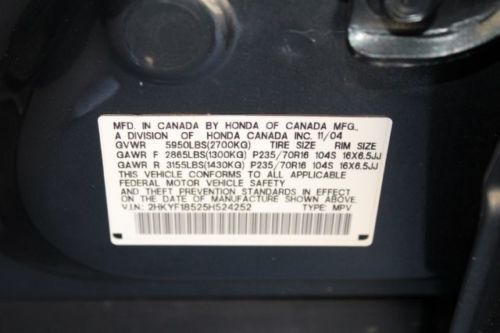 MFD. IN CANADA BY HONDA OF CANADA MFG.,
A DIVISION OF HONDA CANADA INC. 11/04
GVWR 5950LBS(2700KG) TIRE SIZE RIM SIZE
GAWR F 2865LBS(1300KG) P235/70R16 104S 16X6.5JJ
GAWR R 3155LBS(1430KG) P235/70R16 104S 16X6.5JJ
THIS VEHICLE CONFORMS TO ALL APPLICABLE
FEDERAL MOTOR VEHICLE SAFETY
AND THEFT PREVENTION STANDARDS IN EFFECT
ON THE DATE OF MANUFACTURE SHOWN ABOVE.
V.I.N.: 2HKYF18525H524252 TYPE: MPV